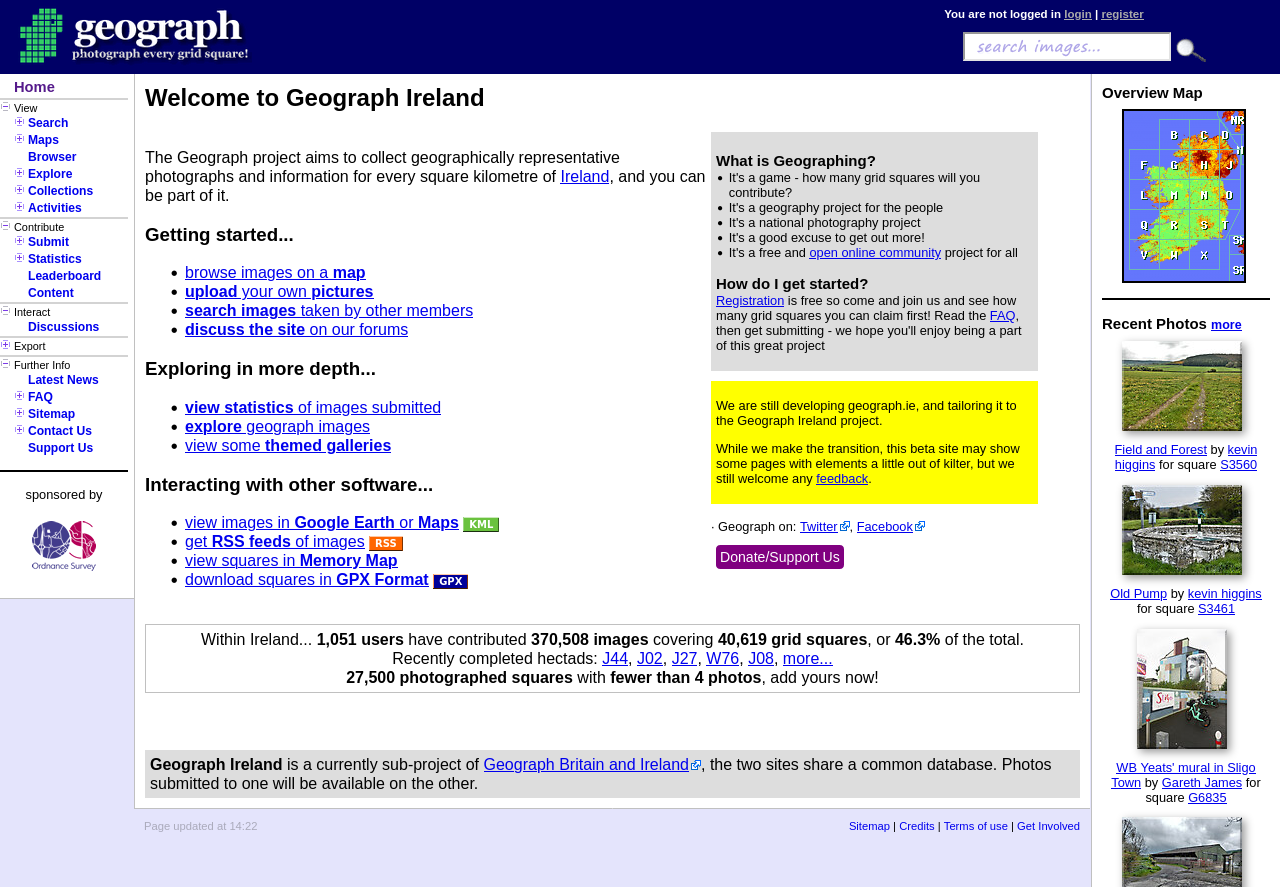 geograph
photograph every grid square!
You are not logged in login | register
search images...
Home
View
Search
Maps
Browser
Explore
Collections
Activities
Contribute
Submit
Statistics
Leaderboard
Content
Interact
Discussions
Export
Further Info
Latest News
FAQ
Sitemap
Contact Us
Support Us
sponsored by
Ordnance Survey
Welcome to Geograph Ireland
The Geograph project aims to collect geographically representative
photographs and information for every square kilometre of Ireland, and you can
be part of it.
Getting started...
browse images on a map
upload your own pictures
search images taken by other members
discuss the site on our forums
Exploring in more depth...
view statistics of images submitted
explore geograph images
view some themed galleries
Interacting with other software...
view images in Google Earth or Maps KML
get RSS feeds of images RSS
view squares in Memory Map
download squares in GPX Format GPX
What is Geographing?
It's a game - how many grid squares will you
contribute?
It's a geography project for the people
It's a national photography project
It's a good excuse to get out more!
It's a free and open online community project for all
How do I get started?
Registration is free so come and join us and see how
many grid squares you can claim first! Read the FAQ,
then get submitting - we hope you'll enjoy being a part
of this great project
We are still developing geograph.ie, and tailoring it to
the Geograph Ireland project.
While we make the transition, this beta site may show
some pages with elements a little out of kilter, but we
still welcome any feedback.
· Geograph on: Twitter, Facebook
Donate/Support Us
Within Ireland... 1,051 users have contributed 370,508 images covering 40,619 grid squares, or 46.3% of the total.
Recently completed hectads: J44, J02, J27, W76, J08, more...
27,500 photographed squares with fewer than 4 photos, add yours now!
Geograph Ireland is a currently sub-project of Geograph Britain and Ireland, the two sites share a common database. Photos
submitted to one will be available on the other.
Page updated at 14:22
Sitemap | Credits | Terms of use | Get Involved
Overview Map
NR
B C D
F G H J
L M N O
Q R S T
V W X
SR
Recent Photos more
Field and Forest by kevin
higgins for square S3560
Old Pump by kevin higgins
for square S3461
WB Yeats' mural in Sligo
Town by Gareth James for
square G6835